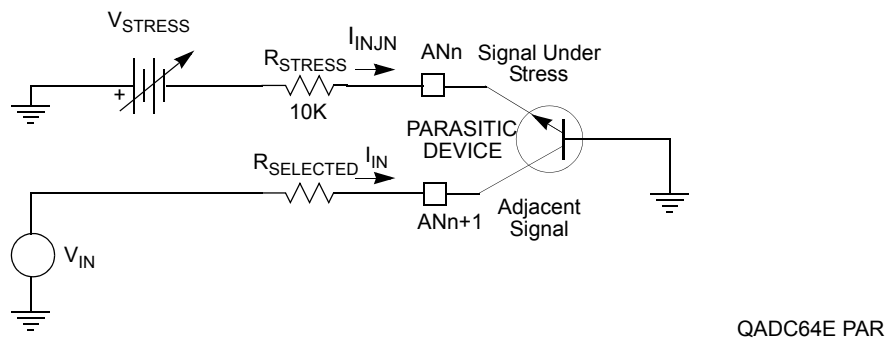 VSTRESS
+
RSTRESS
10K
IINJN
ANn
Signal Under
Stress
PARASITIC
DEVICE
RSELECTED
IIN
ANn+1
Adjacent
Signal
VIN
QADC64E PAR